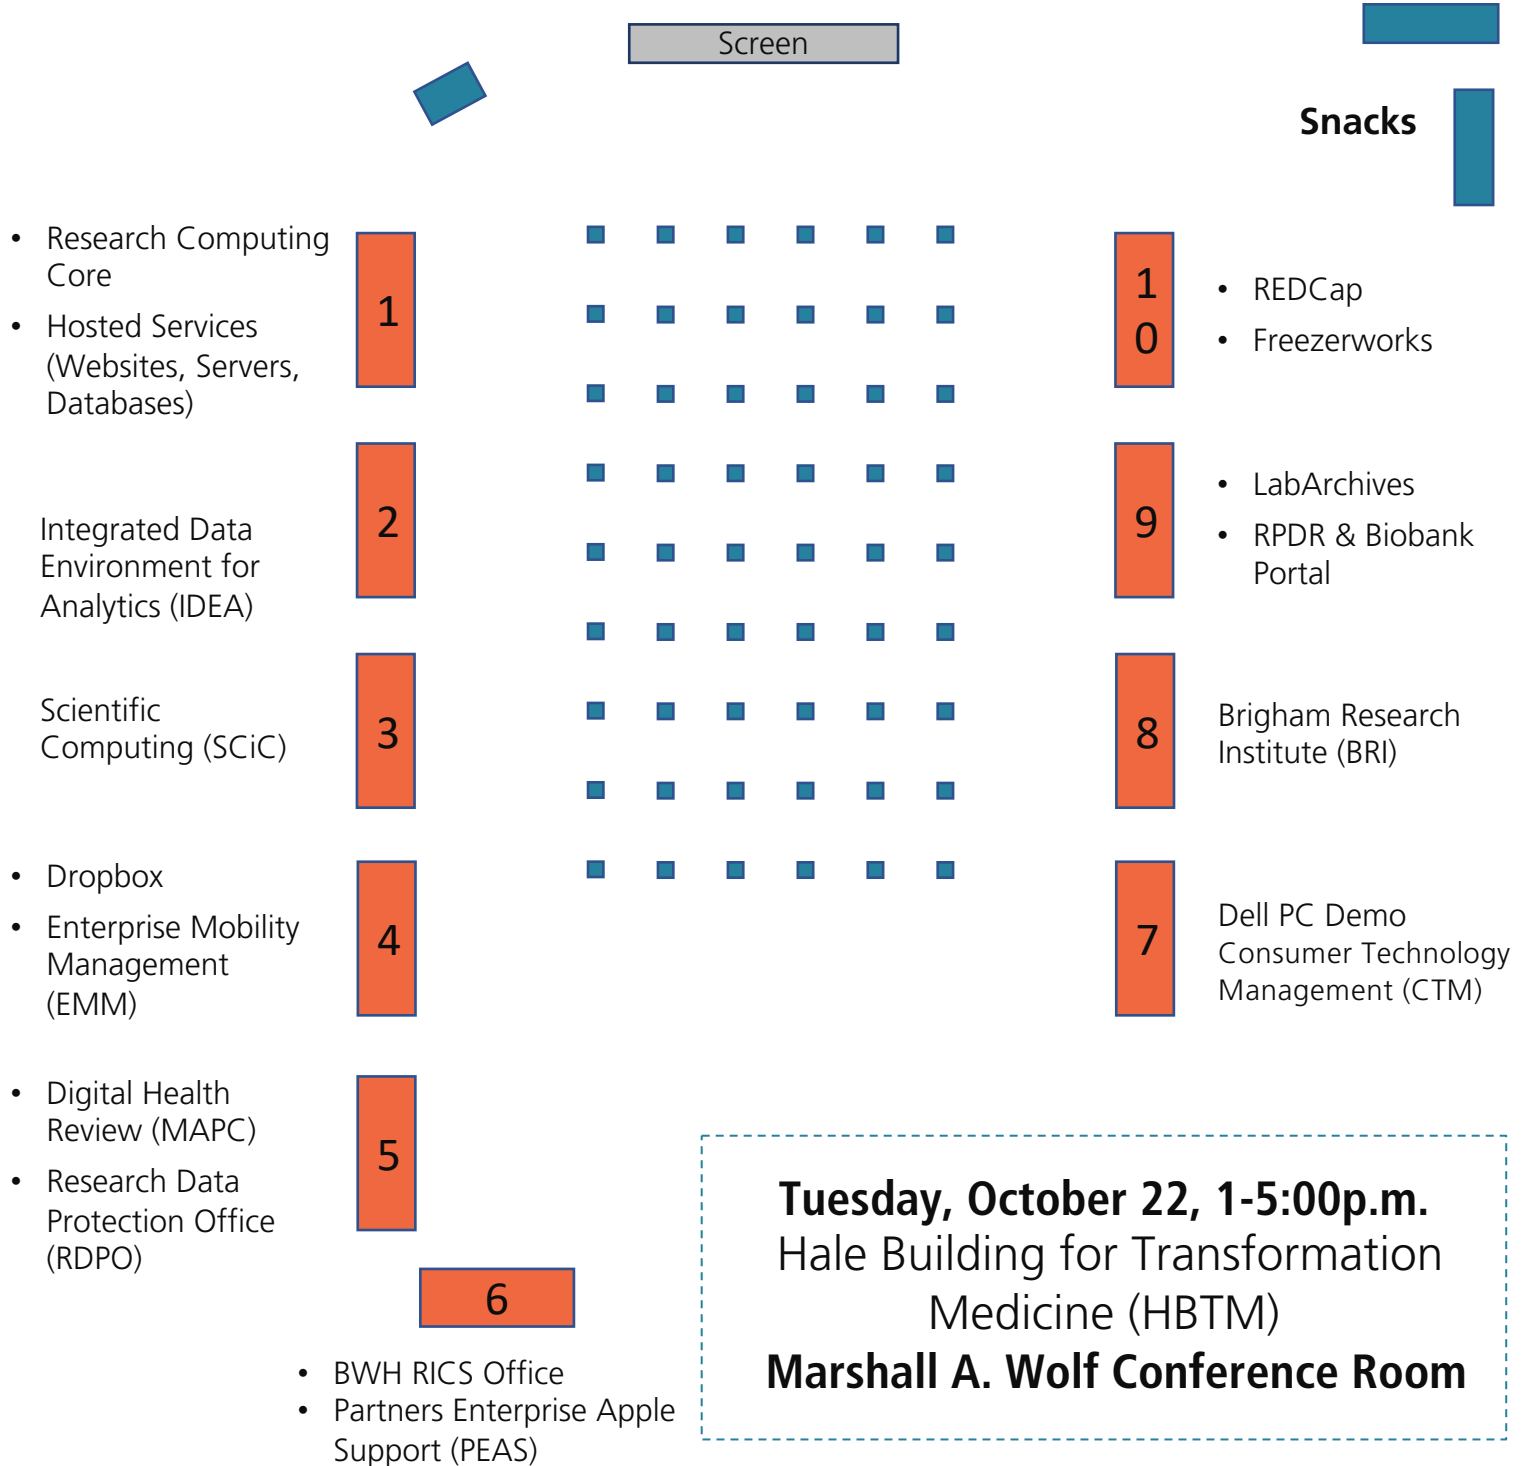 Screen
Snacks
• Research Computing
Core
• Hosted Services
(Websites, Servers,
Databases)
1
Integrated Data
Environment for
Analytics (IDEA)
2
Scientific
Computing (SCiC)
3
• Dropbox
• Enterprise Mobility
Management
(EMM)
4
• Digital Health
Review (MAPC)
• Research Data
Protection Office
(RDPO)
5
6
• BWH RICS Office
• Partners Enterprise Apple
Support (PEAS)
1
0
• REDCap
• Freezerworks
9
• LabArchives
• RPDR & Biobank
Portal
8
Brigham Research
Institute (BRI)
7
Dell PC Demo
Consumer Technology
Management (CTM)
Tuesday, October 22, 1-5:00p.m.
Hale Building for Transformation
Medicine (HBTM)
Marshall A. Wolf Conference Room